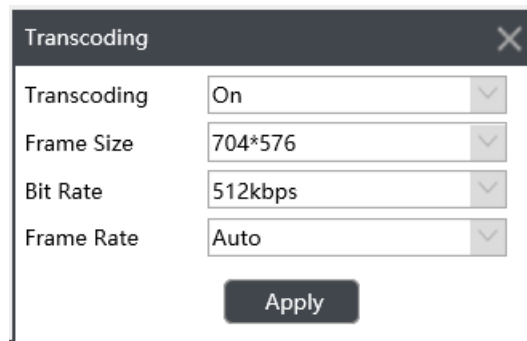 Transcoding
Transcoding On
Frame Size 704*576
Bit Rate 512kbps
Frame Rate Auto
Apply